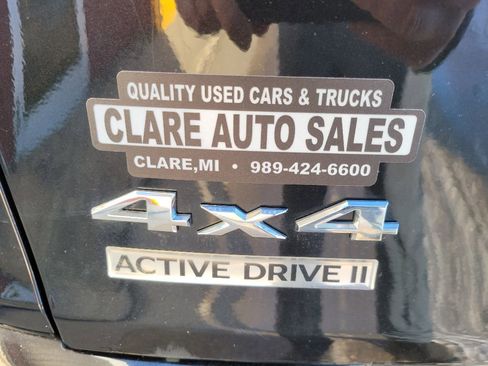 QUALITY USED CARS & TRUCKS
CLARE AUTO SALES
CLARE,MI • 989-424-6600
4x4
ACTIVE DRIVE II